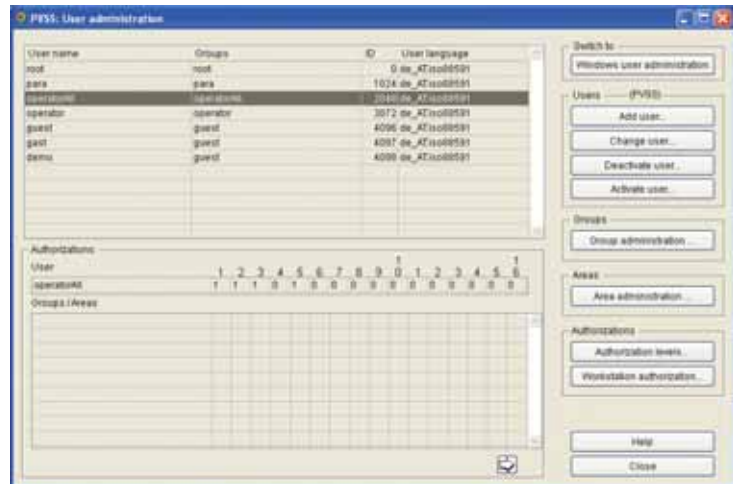 PVSS: User administration
User name Groups ID User language
root root 0 de_AT.iso88591
para para 1024 de_AT.iso88591
operatorAll operatorAll 2048 de_AT.iso88591
operator operator 3072 de_AT.iso88591
guest guest 4096 de_AT.iso88591
gast guest 4097 de_AT.iso88591
demo guest 4098 de_AT.iso88591
Authorizations
User
1 2 3 4 5 6 7 8 9 10 1 2 3 4 5 16
operatorAll 1 1 1 0 1 0 0 0 0 0 0 0 0 0 0 0
Groups / Areas
Switch to
Windows user administration
Users (PVSS)
Add user...
Change user...
Deactivate user...
Activate user...
Groups
Group administration ...
Areas
Area administration ...
Authorizations
Authorization levels...
Workstation authorization...
Help
Close